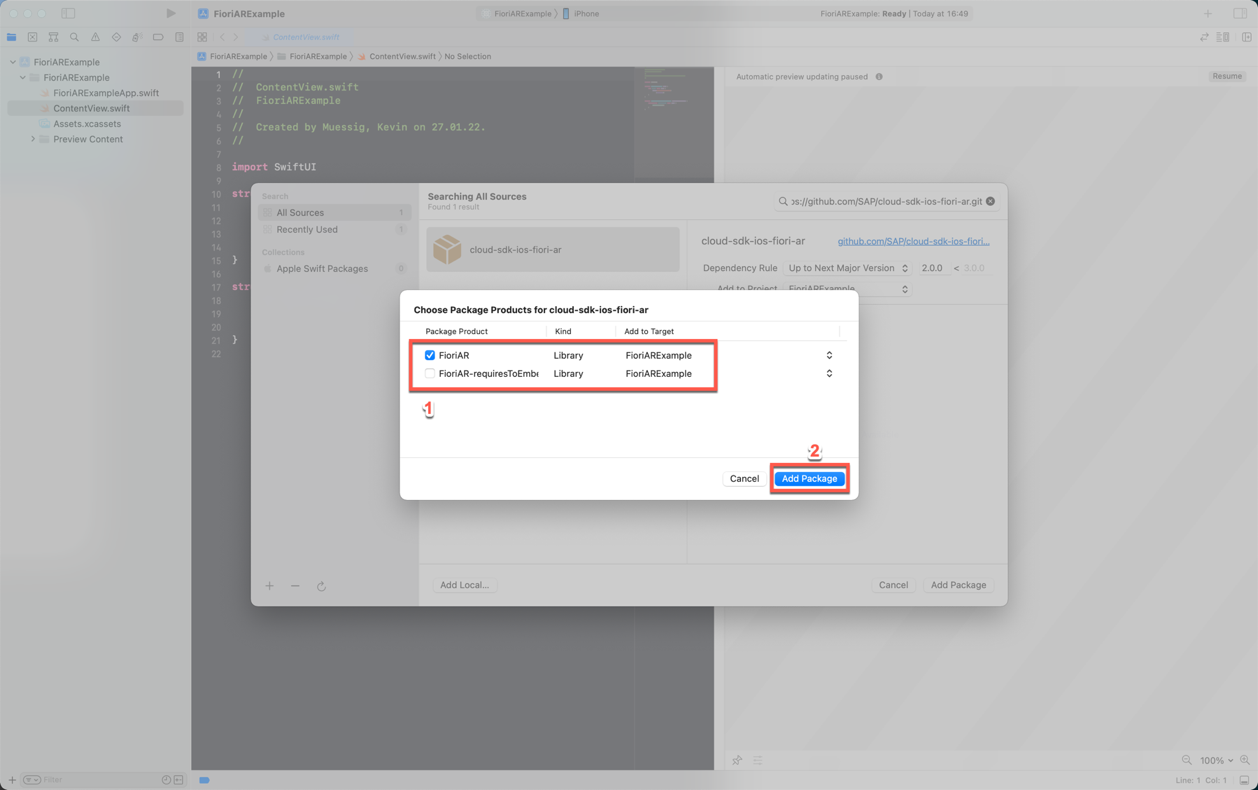 FioriARExample
FioriARExample
iPhone
FioriARExample: Ready | Today at 16:49
ContentView.swift
FioriARExample
FioriARExample
ContentView.swift
No Selection
FioriARExample
FioriARExample
FioriARExampleApp.swift
ContentView.swift
Assets.xcassets
Preview Content
Automatic preview updating paused
Resume
1 //
2 // ContentView.swift
3 // FioriARExample
4 //
5 // Created by Muessig, Kevin on 27.01.22.
6 //
7
8 import SwiftUI
9
10 str
11
12
13
14
15 }
16
17 str
18
19
20
21 }
22
Search
All Sources 1
Recently Used 1
Collections
Apple Swift Packages 0
Searching All Sources
Found 1 result
ps://github.com/SAP/cloud-sdk-ios-fiori-ar.git
cloud-sdk-ios-fiori-ar
cloud-sdk-ios-fiori-ar
github.com/SAP/cloud-sdk-ios-fiori...
Dependency Rule Up to Next Major Version 2.0.0 < 3.0.0
Add to Project FioriARExample
Choose Package Products for cloud-sdk-ios-fiori-ar
Package Product Kind Add to Target
FioriAR Library FioriARExample
FioriAR-requiresToEmbe Library FioriARExample
1
2
Cancel
Add Package
Add Local...
Cancel
Add Package
Filter
100%
Line: 1 Col: 1